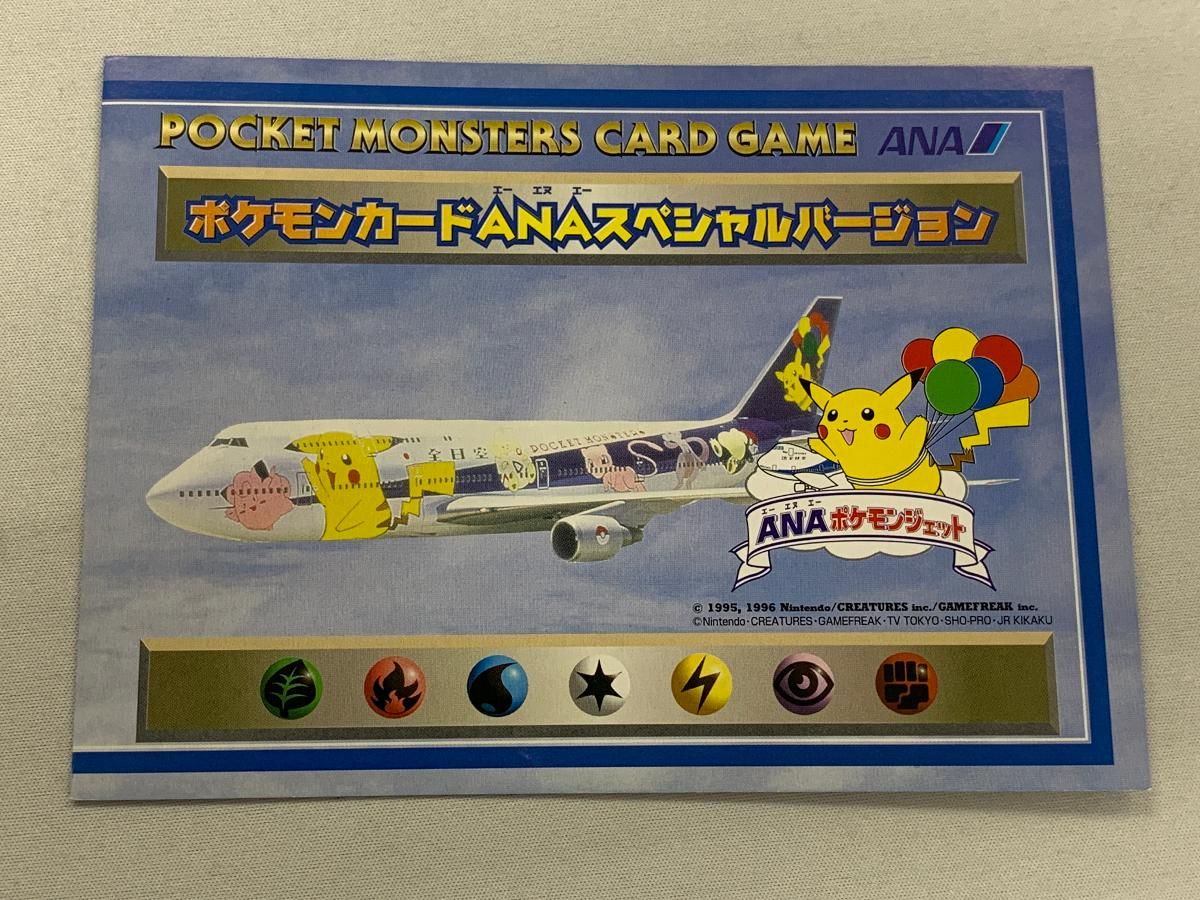 POCKET MONSTERS CARD GAME ANA
エー エヌ エー
ポケモンカードANAスペシャルバージョン
全日空 POCKET MONSTERS
エー エヌ エー
ANAポケモンジェット
© 1995, 1996 Nintendo/CREATURES inc./GAMEFREAK inc.
©Nintendo・CREATURES・GAMEFREAK・TV TOKYO・SHO-PRO・JR KIKAKU